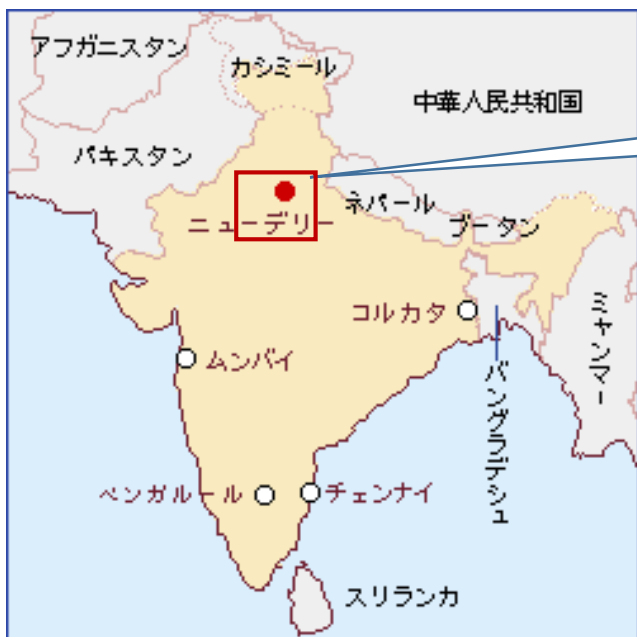 アフガニスタン
カシミール
中華人民共和国
パキスタン
ネパール
ニューデリー
ブータン
コルカタ
ミャンマー
ムンバイ
バングラデシュ
ベンガルール
チェンナイ
スリランカ